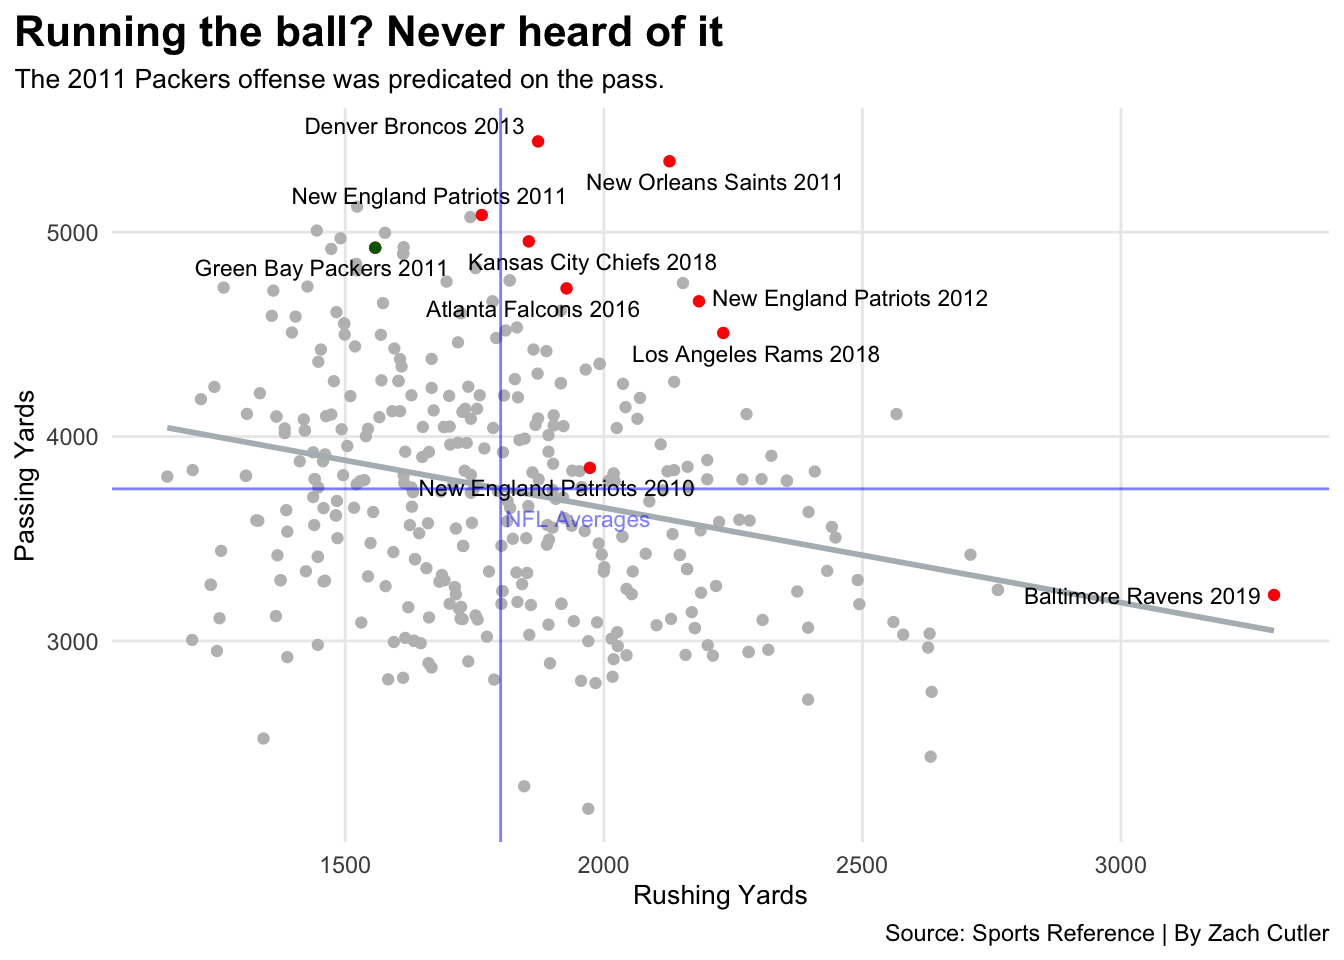 Running the ball? Never heard of it
The 2011 Packers offense was predicated on the pass.
Denver Broncos 2013
New Orleans Saints 2011
New England Patriots 2011
5000
Green Bay Packers 2011
Kansas City Chiefs 2018
New England Patriots 2012
Atlanta Falcons 2016
Los Angeles Rams 2018
Passing Yards
4000
New England Patriots 2010
NFL Averages
Baltimore Ravens 2019
3000
1500 2000 2500 3000
Rushing Yards
Source: Sports Reference | By Zach Cutler